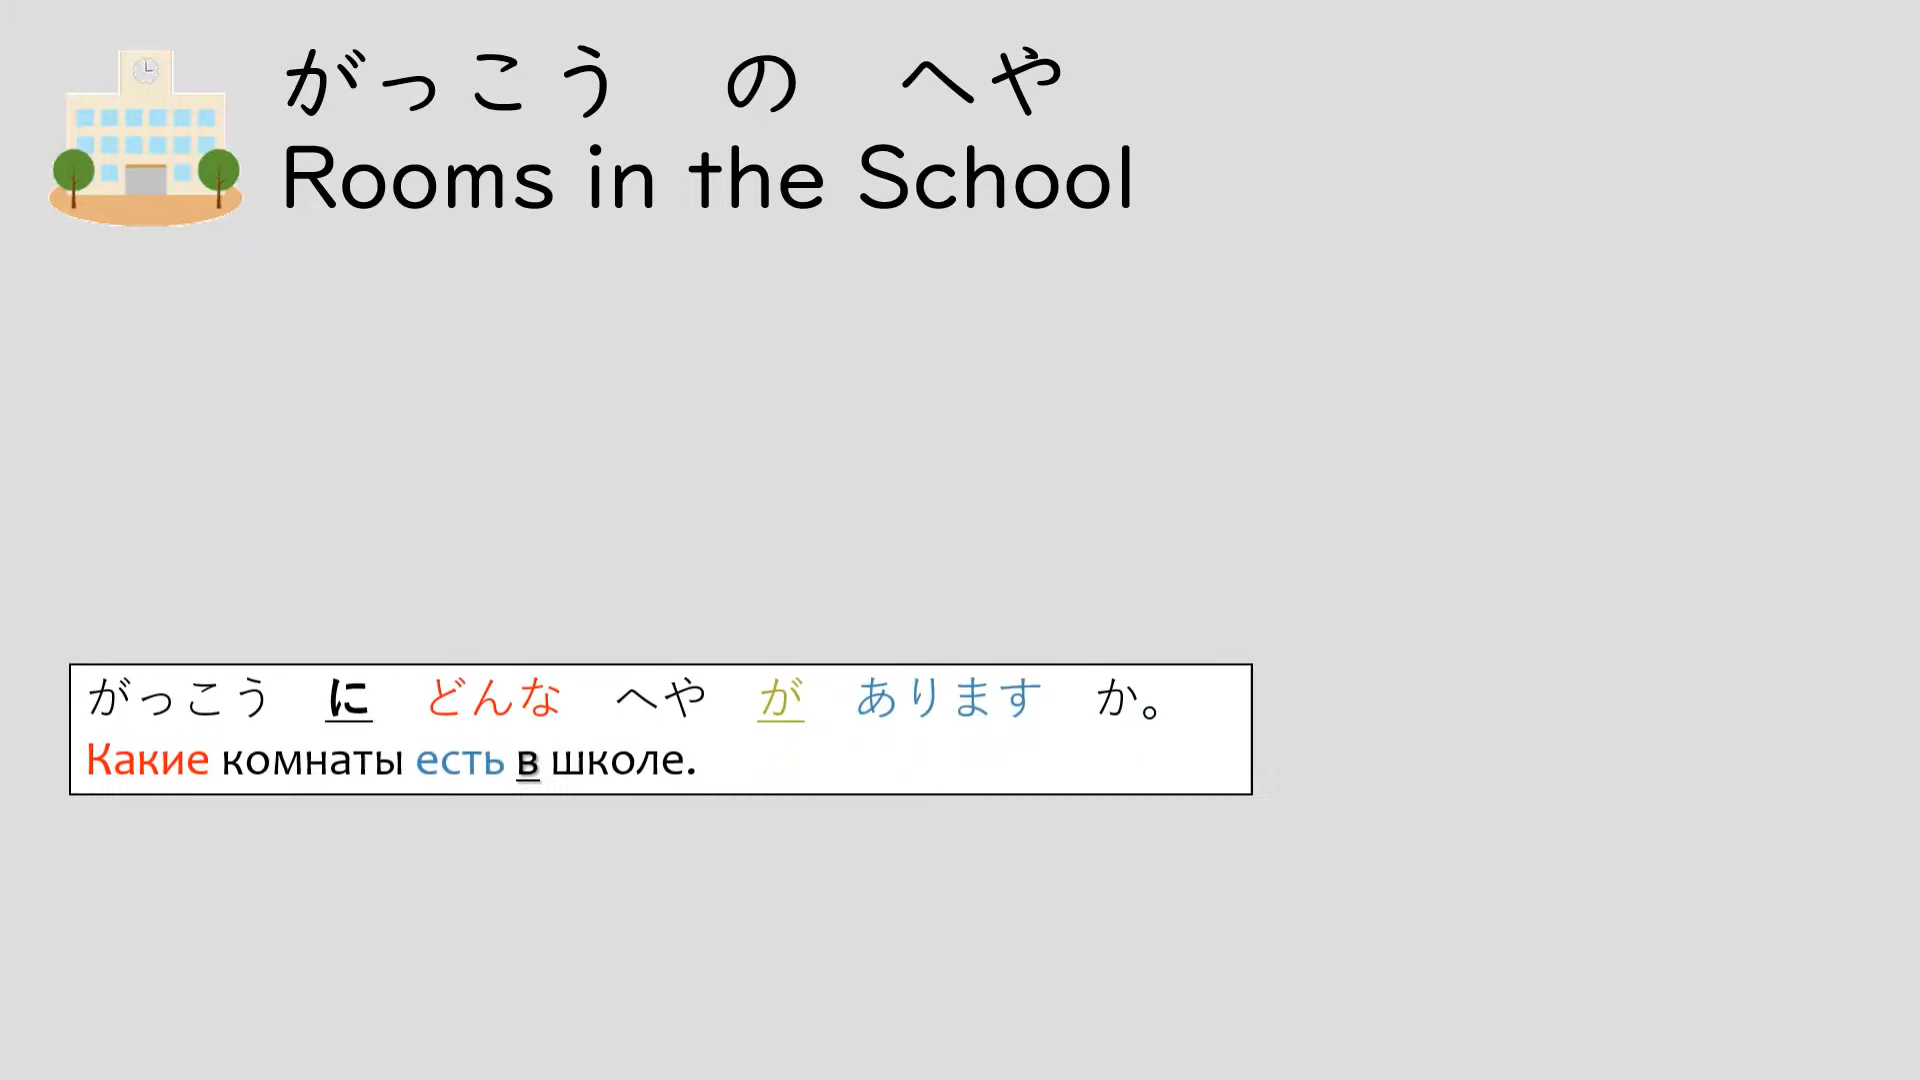 がっこう　の　へや
Rooms in the School
がっこう　に　どんな　へや　が　あります　か。
Какие комнаты есть в школе.